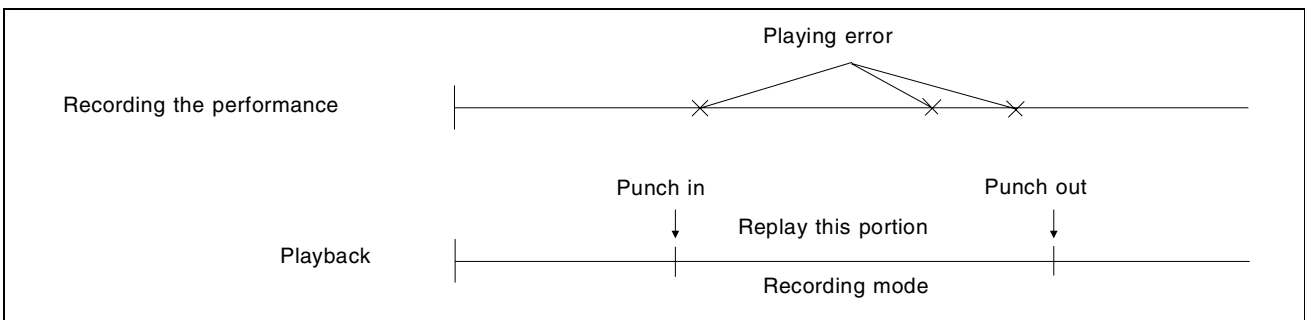 Playing error
Recording the performance
Punch in
Punch out
Replay this portion
Playback
Recording mode